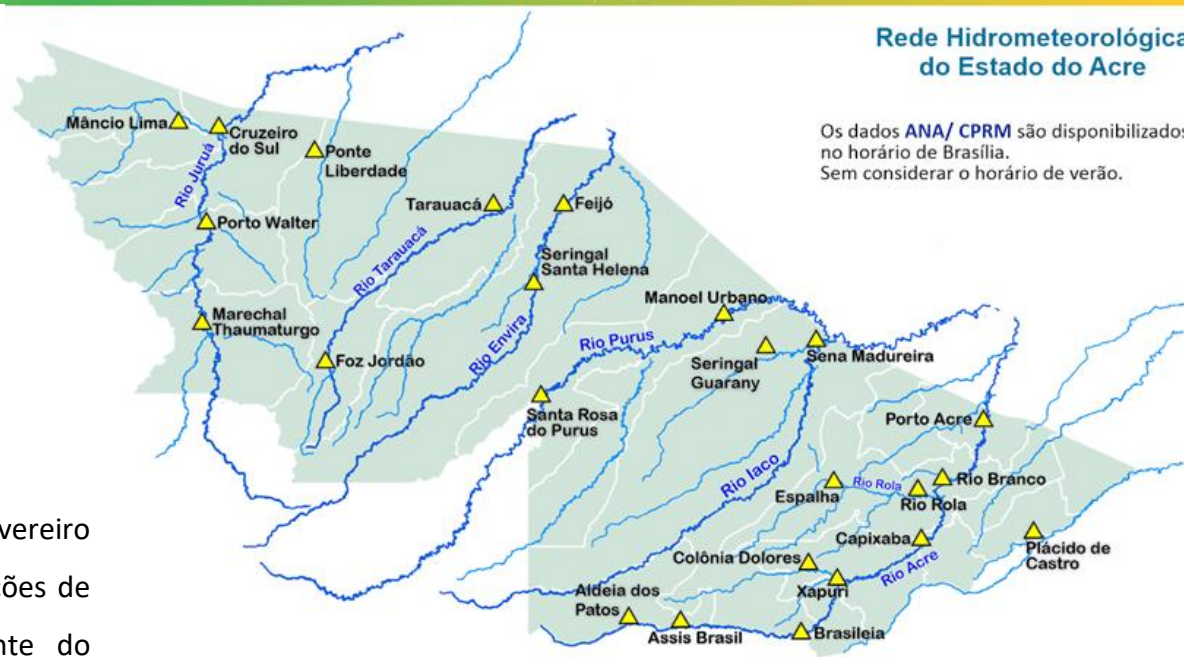 Rede Hidrometeorológica
do Estado do Acre
Os dados ANA/ CPRM são disponibilizados
no horário de Brasília.
Sem considerar o horário de verão.
Mâncio Lima
Cruzeiro
do Sul
Ponte
Liberdade
Rio Juruá
Porto Walter
Tarauacá
Feijó
Rio Tarauacá
Seringal
Santa Helena
Marechal
Thaumaturgo
Foz Jordão
Rio Envira
Manoel Urbano
Rio Purus
Seringal
Guarany
Sena Madureira
Santa Rosa
do Purus
Porto Acre
Rio Iaco
Espalha
Rio Rola
Rio Rola
Rio Branco
Capixaba
Plácido de
Castro
Colônia Dolores
Xapuri
Rio Acre
Aldeia dos
Patos
Assis Brasil
Brasileia
vereiro
ções de
nte do